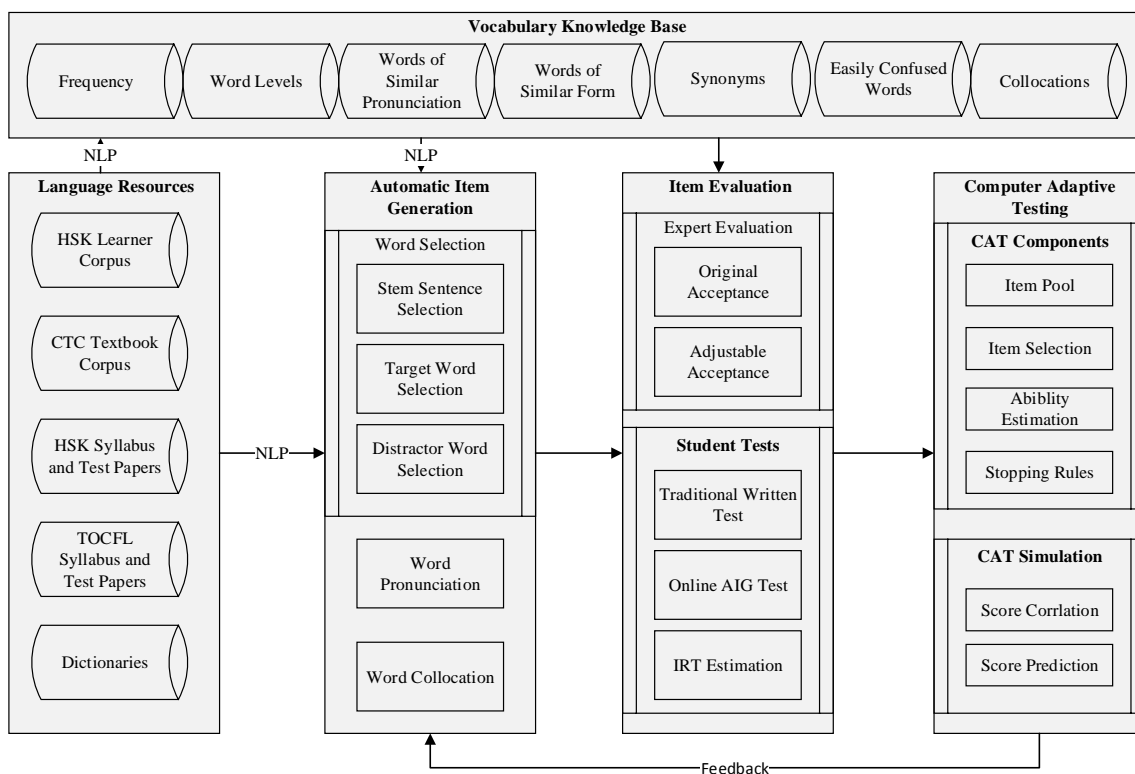 Vocabulary Knowledge Base
Frequency
Word Levels
Words of
Similar
Pronunciation
Words of
Similar Form
Synonyms
Easily Confused
Words
Collocations
NLP
NLP
Language Resources
HSK Learner
Corpus
CTC Textbook
Corpus
HSK Syllabus
and Test Papers
TOCFL
Syllabus and
Test Papers
Dictionaries
NLP
Automatic Item
Generation
Word Selection
Stem Sentence
Selection
Target Word
Selection
Distractor Word
Selection
Word
Pronunciation
Word Collocation
Item Evaluation
Expert Evaluation
Original
Acceptance
Adjustable
Acceptance
Student Tests
Traditional Written
Test
Online AIG Test
IRT Estimation
Computer Adaptive
Testing
CAT Components
Item Pool
Item Selection
Abiblity
Estimation
Stopping Rules
CAT Simulation
Score Corrlation
Score Prediction
Feedback